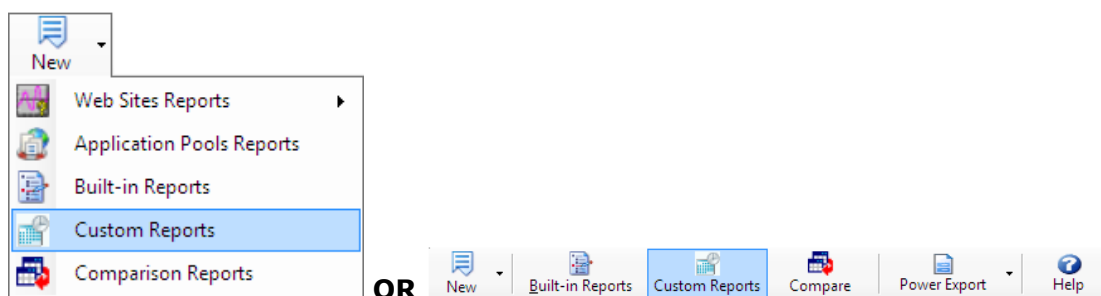 New
Web Sites Reports
Application Pools Reports
Built-in Reports
Custom Reports
Comparison Reports
OR
New Built-in Reports Custom Reports Compare Power Export Help